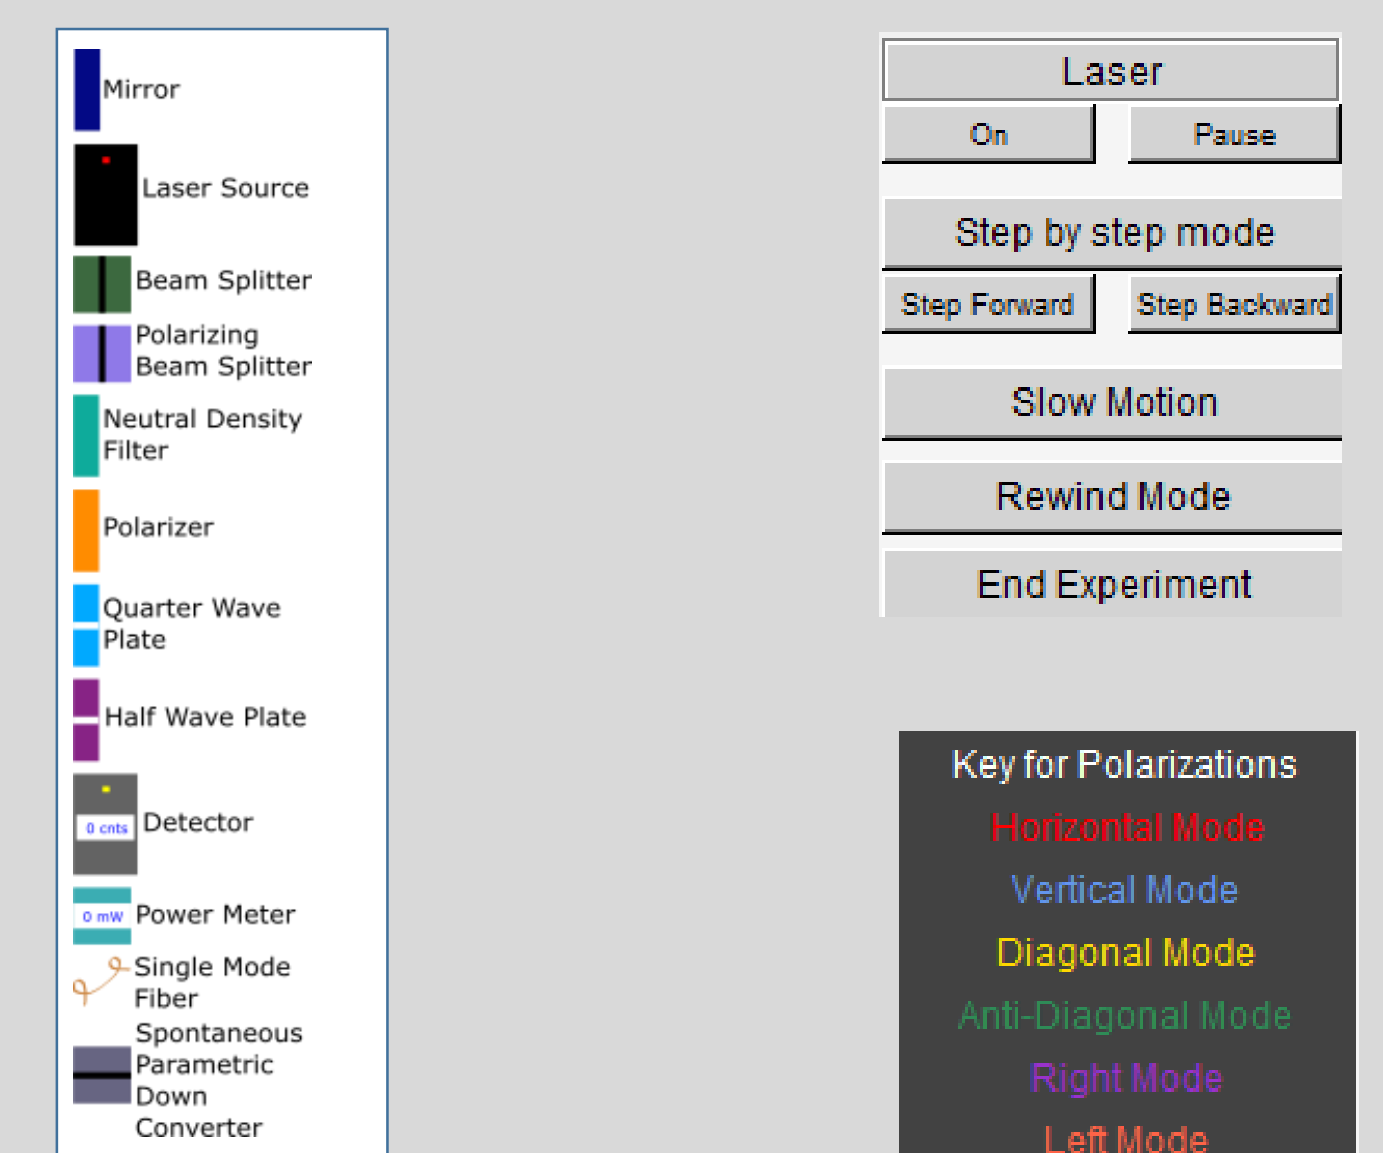 Mirror
Laser Source
Beam Splitter
Polarizing
Beam Splitter
Neutral Density
Filter
Polarizer
Quarter Wave
Plate
Half Wave Plate
0 cnts
Detector
0 mW
Power Meter
Single Mode
Fiber
Spontaneous
Parametric
Down
Converter
Laser
On Pause
Step by step mode
Step Forward Step Backward
Slow Motion
Rewind Mode
End Experiment
Key for Polarizations
Horizontal Mode
Vertical Mode
Diagonal Mode
Anti-Diagonal Mode
Right Mode
Left Mode